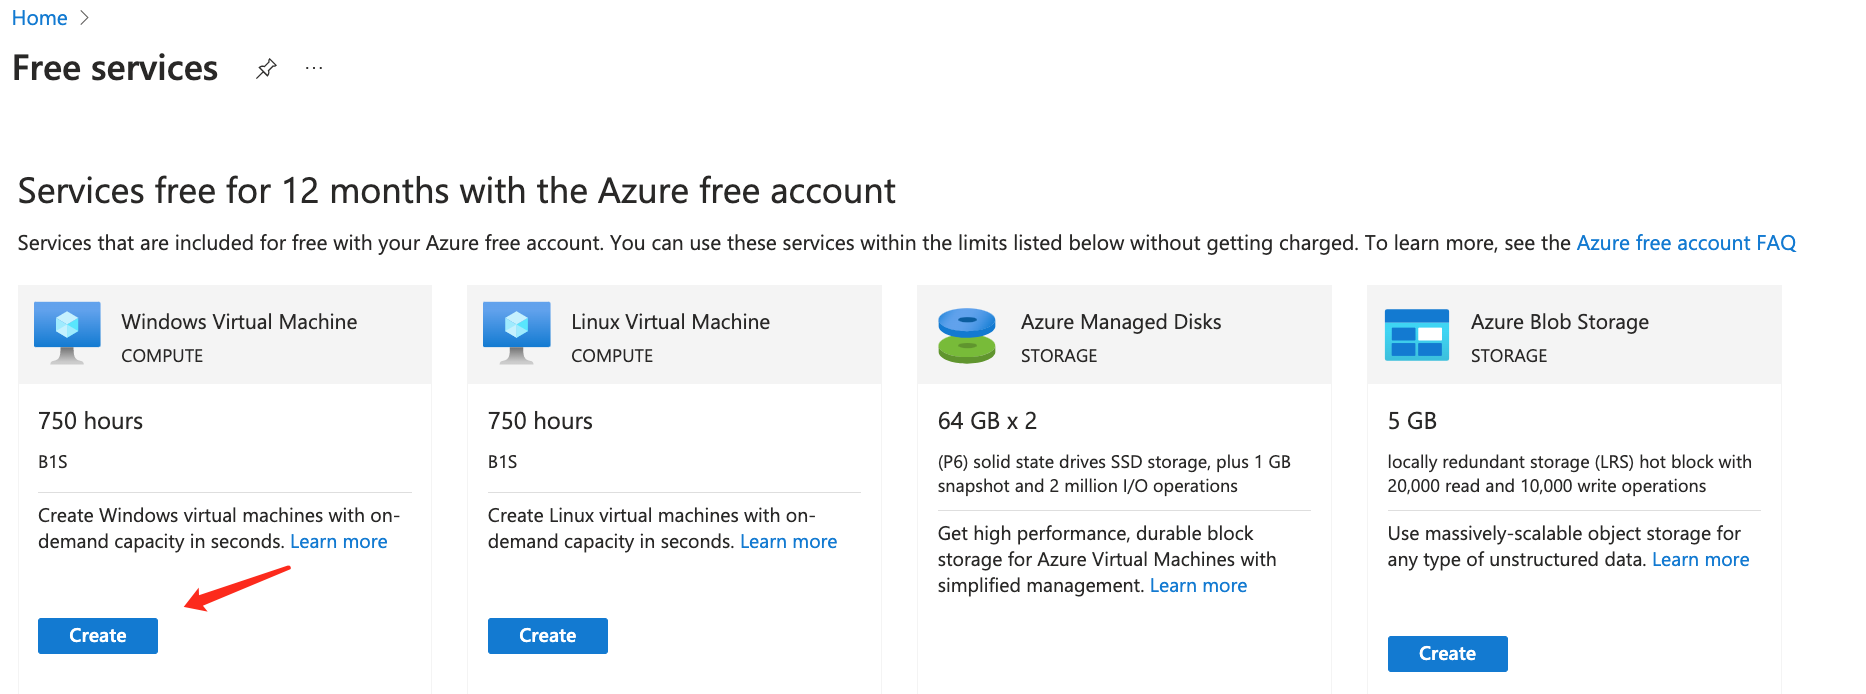 Home
Free services
Services free for 12 months with the Azure free account
Services that are included for free with your Azure free account. You can use these services within the limits listed below without getting charged. To learn more, see the Azure free account FAQ
Windows Virtual Machine
COMPUTE
750 hours
B1S
Create Windows virtual machines with on-
demand capacity in seconds. Learn more
Create
Linux Virtual Machine
COMPUTE
750 hours
B1S
Create Linux virtual machines with on-
demand capacity in seconds. Learn more
Create
Azure Managed Disks
STORAGE
64 GB x 2
(P6) solid state drives SSD storage, plus 1 GB
snapshot and 2 million I/O operations
Get high performance, durable block
storage for Azure Virtual Machines with
simplified management. Learn more
Azure Blob Storage
STORAGE
5 GB
locally redundant storage (LRS) hot block with
20,000 read and 10,000 write operations
Use massively-scalable object storage for
any type of unstructured data. Learn more
Create